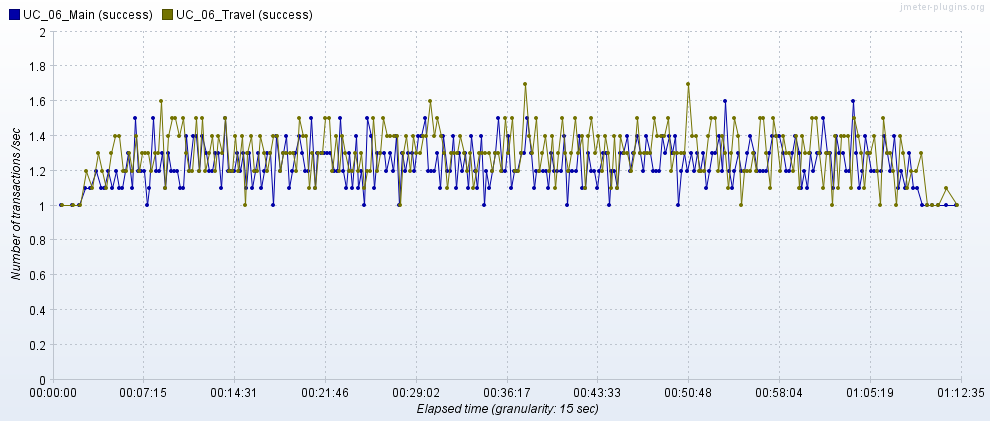 jmeter-plugins.org
UC_06_Main (success) UC_06_Travel (success)
2
1.8
1.6
1.4
1.2
1
0.8
0.6
0.4
0.2
0
Number of transactions/sec
00:00:00 00:07:15 00:14:31 00:21:46 00:29:02 00:36:17 00:43:33 00:50:48 00:58:04 01:05:19 01:12:35
Elapsed time (granularity: 15 sec)